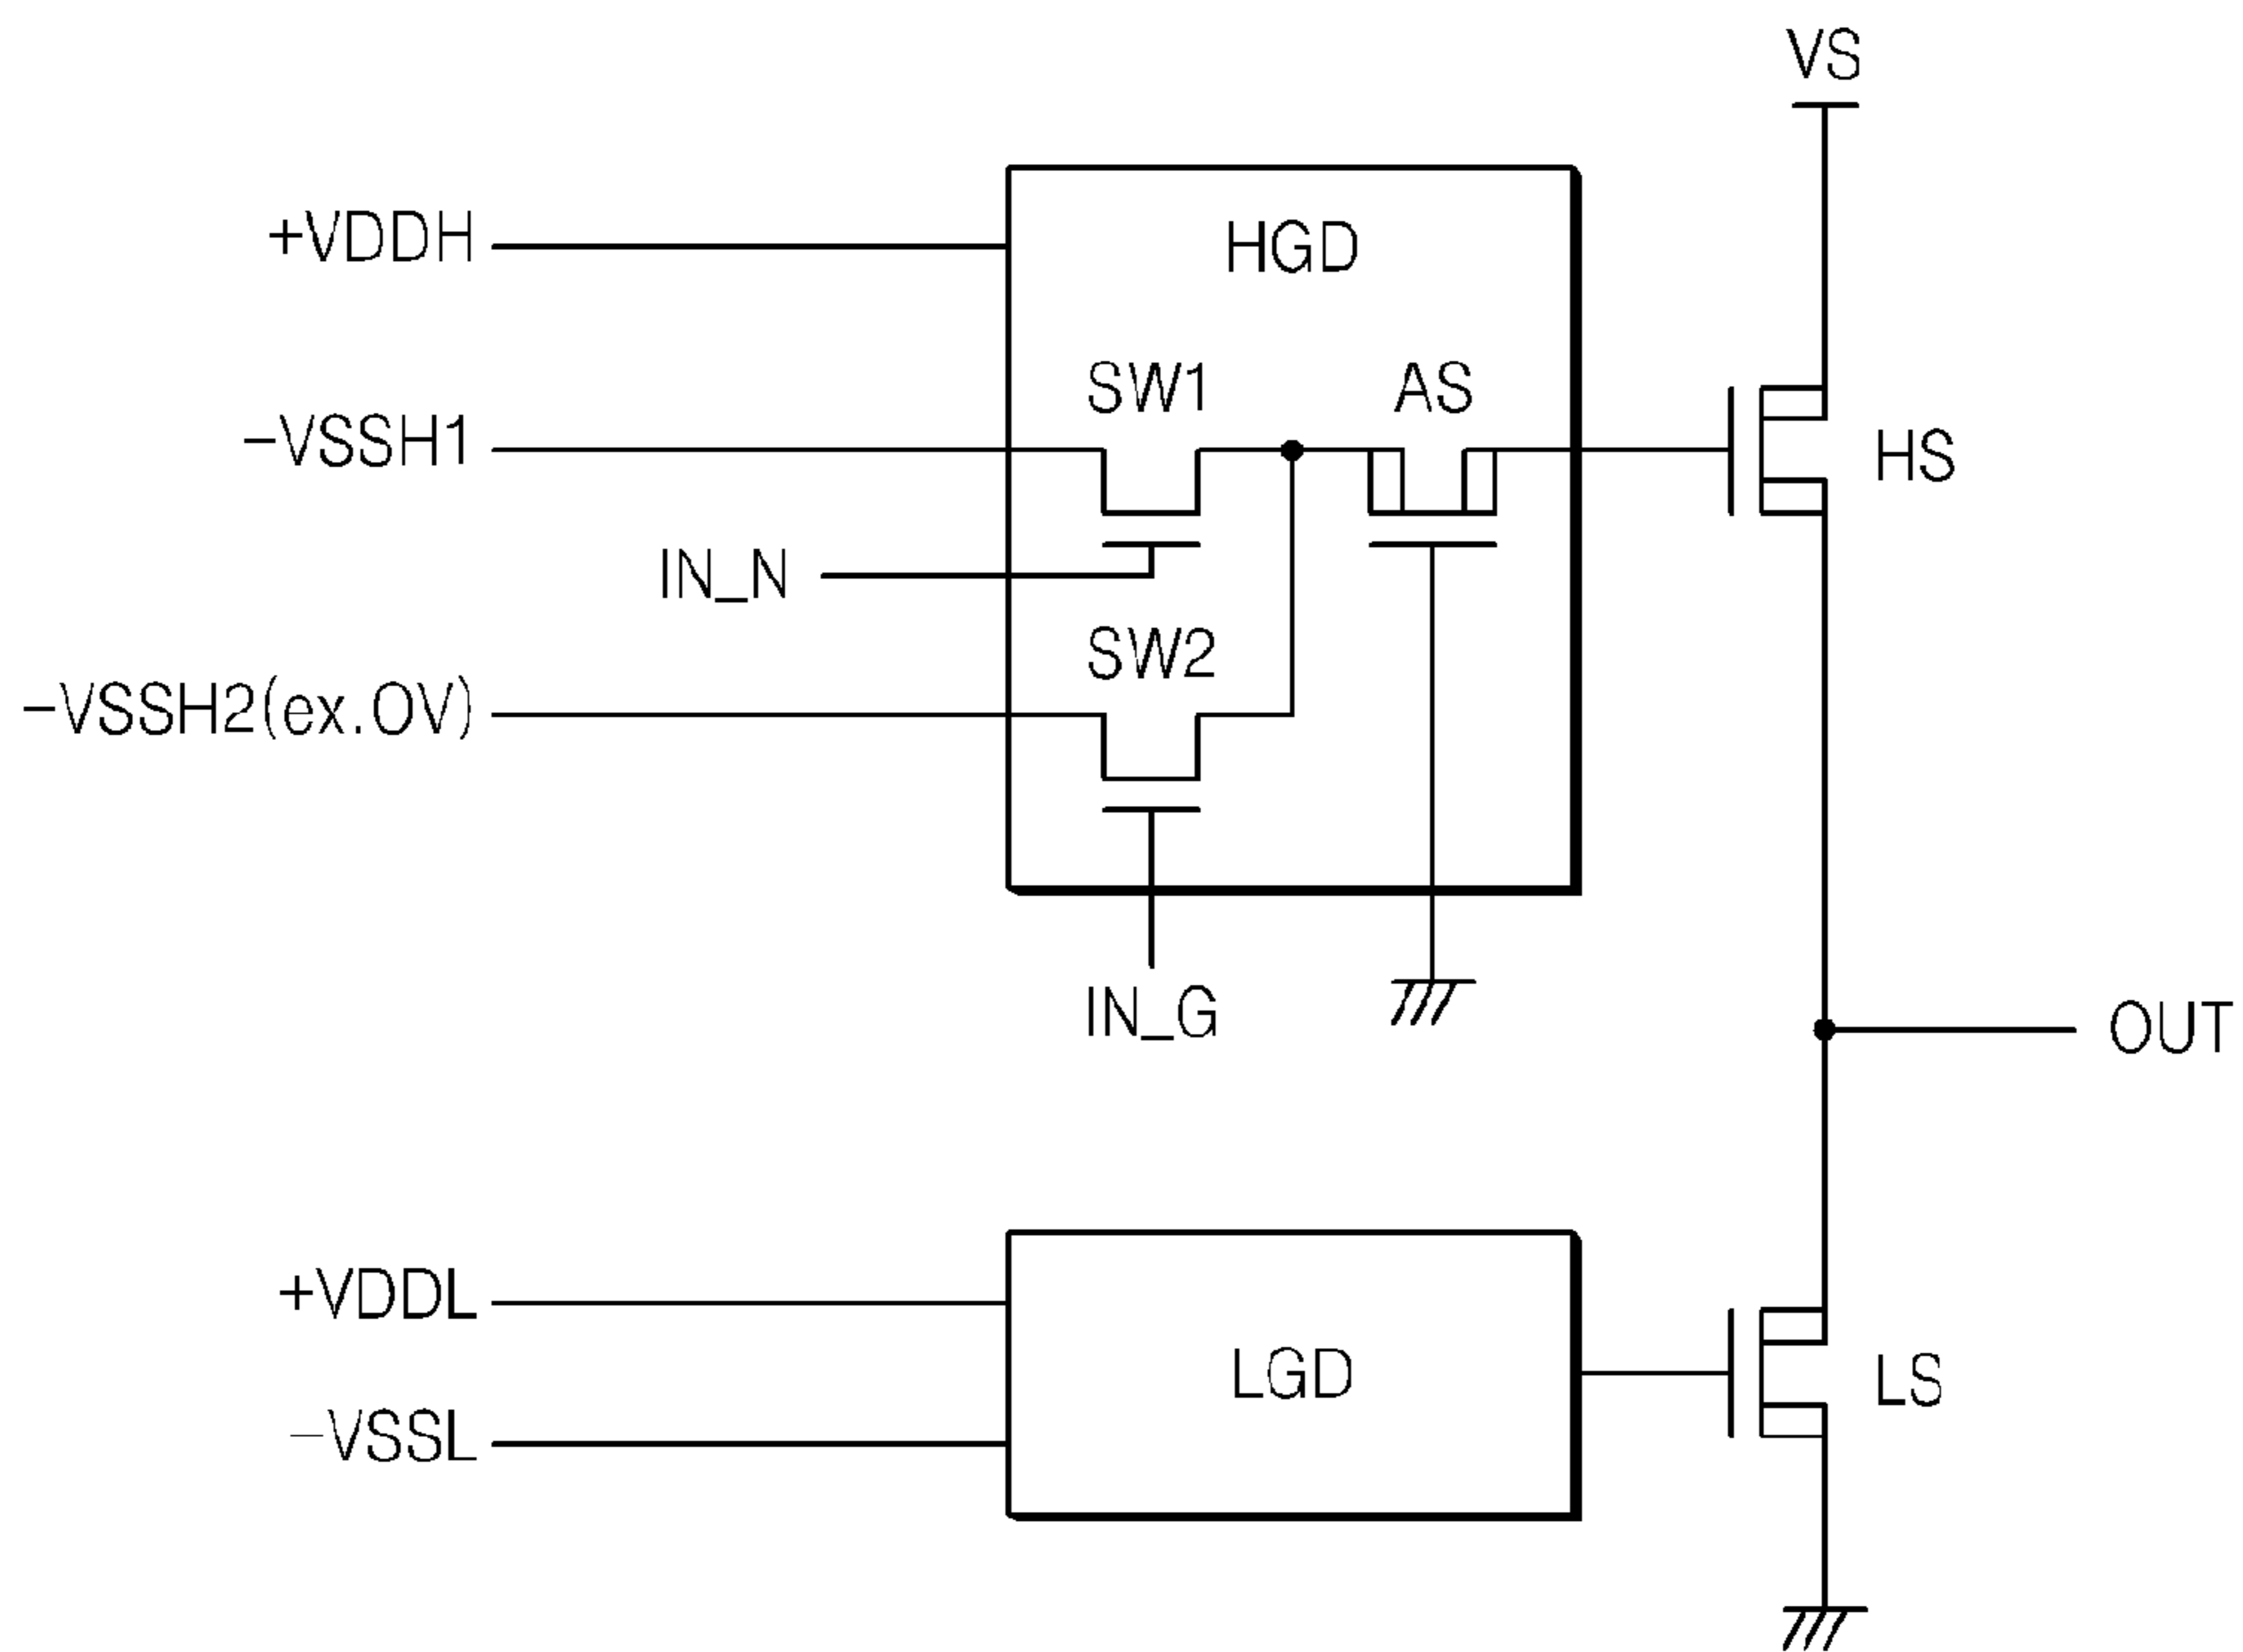 VS
+VDDH
HGD
-VSSH1
SW1
AS
HS
IN_N
SW2
-VSSH2(ex.0V)
IN_G
OUT
+VDDL
LGD
LS
-VSSL